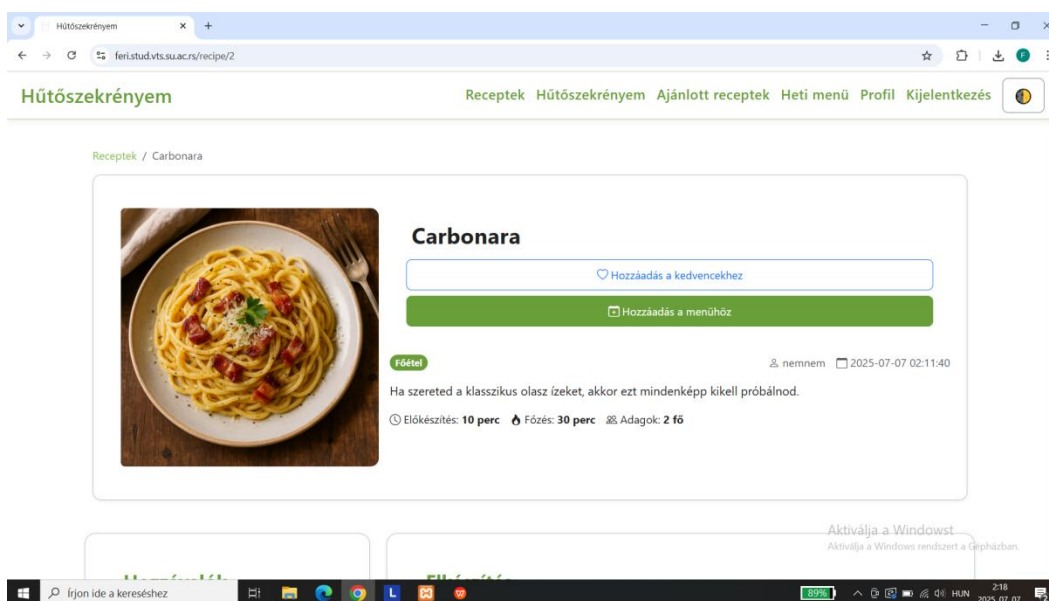 Hűtőszekrényem
feri.stud.vts.su.ac.rs/recipe/2
Hűtőszekrényem
Receptek Hűtőszekrényem Ajánlott receptek Heti menü Profil Kijelentkezés
Receptek / Carbonara
Carbonara
Hozzáadás a kedvencekhez
Hozzáadás a menühöz
Főétel
nemnem 2025-07-07 02:11:40
Ha szereted a klasszikus olasz ízeket, akkor ezt mindenképp kikell próbálnod.
Előkészítés: 10 perc Főzés: 30 perc Adagok: 2 fő
Aktiválja a Windowst
Aktiválja a Windows rendszert a Gépházban.
Hozzávalók
Elkészítés
Írjon ide a kereséshez
89%
HUN
2:18
2025. 07. 07.